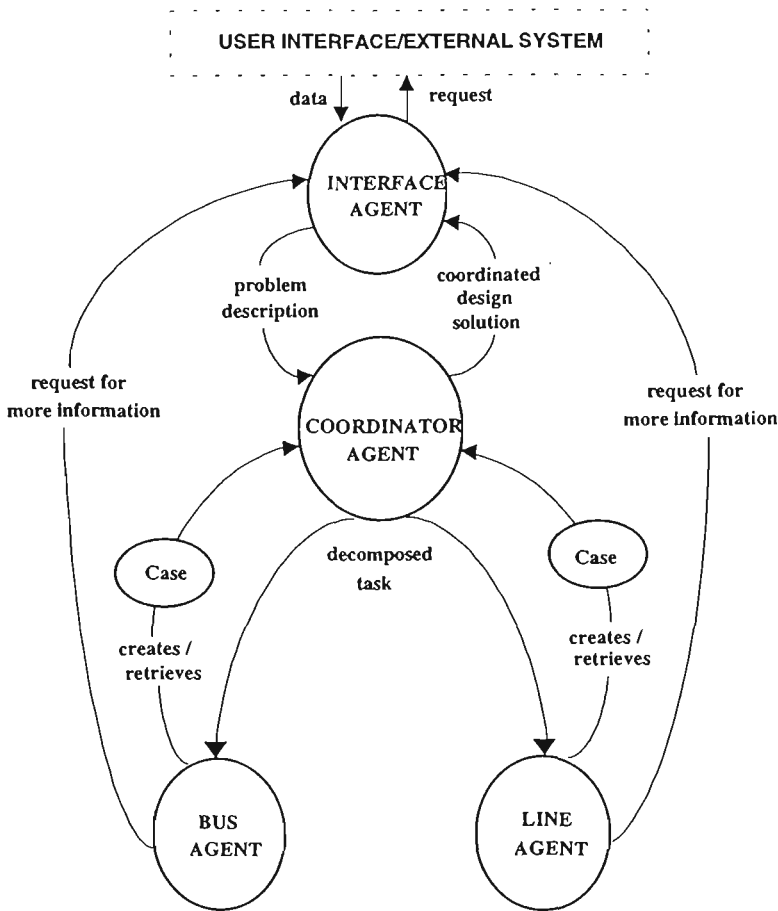 USER INTERFACE/EXTERNAL SYSTEM
data
request
INTERFACE
AGENT
problem
description
coordinated
design
solution
request for
more information
request for
more information
COORDINATOR
AGENT
Case
decomposed
task
Case
creates /
retrieves
creates /
retrieves
BUS
AGENT
LINE
AGENT